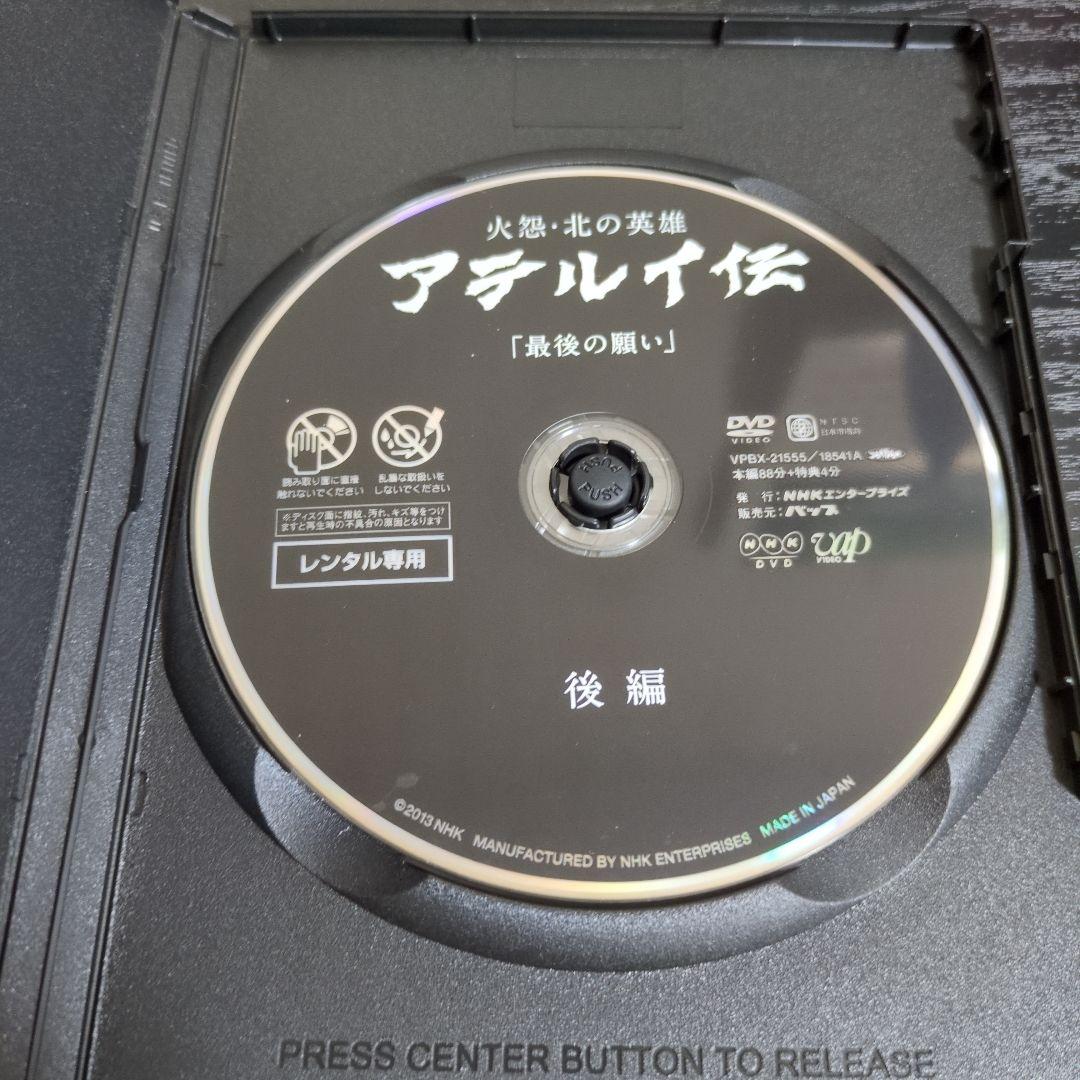 火怨・北の英雄
アテルイ伝
「最後の願い」
読み取り面に直接
触れないでください
乱暴な取扱いを
しないでください
※ディスク面に指紋、汚れ、キズ等をつけ
ますと再生時の不具合の原因となります
レンタル専用
DVD
VIDEO
NTSC
日本市場向
VPBX-21555/18541A
本編88分+特典4分
発 行:NHKエンタープライズ
販売元:バップ
NHK
DVD
vap
VIDEO
PUSH
PUSH
後編
©2013 NHK MANUFACTURED BY NHK ENTERPRISES MADE IN JAPAN
PRESS CENTER BUTTON TO RELEASE